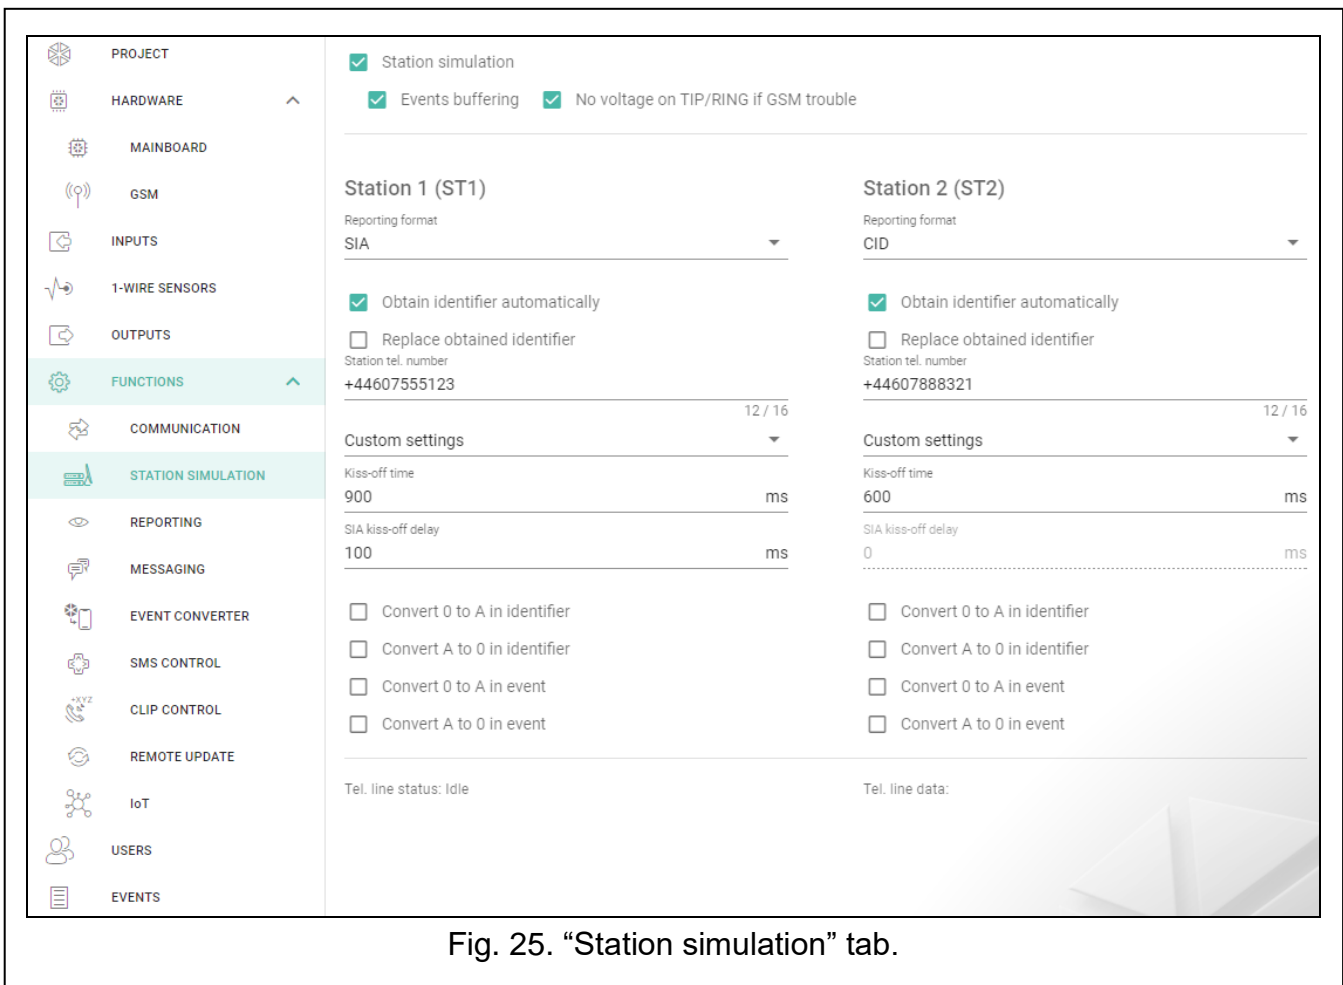 PROJECT
HARDWARE
MAINBOARD
GSM
INPUTS
1-WIRE SENSORS
OUTPUTS
FUNCTIONS
COMMUNICATION
STATION SIMULATION
REPORTING
MESSAGING
EVENT CONVERTER
SMS CONTROL
+XYZ
CLIP CONTROL
REMOTE UPDATE
IoT
USERS
EVENTS
Station simulation
Events buffering
No voltage on TIP/RING if GSM trouble
Station 1 (ST1)
Reporting format
SIA
Obtain identifier automatically
Replace obtained identifier
Station tel. number
+44607555123
12 / 16
Custom settings
Kiss-off time
900 ms
SIA kiss-off delay
100 ms
Convert 0 to A in identifier
Convert A to 0 in identifier
Convert 0 to A in event
Convert A to 0 in event
Tel. line status: Idle
Station 2 (ST2)
Reporting format
CID
Obtain identifier automatically
Replace obtained identifier
Station tel. number
+44607888321
12 / 16
Custom settings
Kiss-off time
600 ms
SIA kiss-off delay
0 ms
Convert 0 to A in identifier
Convert A to 0 in identifier
Convert 0 to A in event
Convert A to 0 in event
Tel. line data:
Fig. 25. “Station simulation” tab.